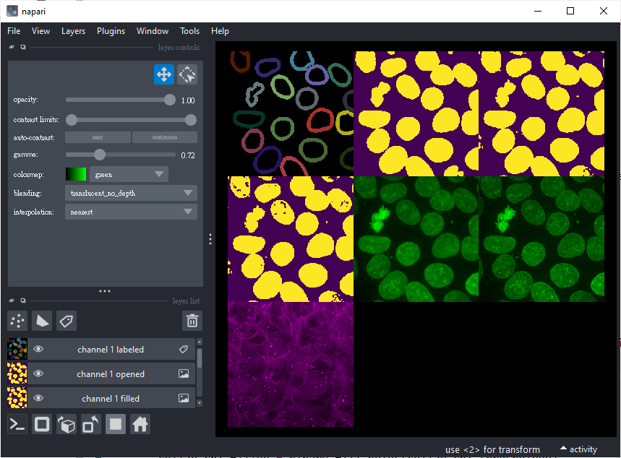 napari
File View Layers Plugins Window Tools Help
layer controls
opacity: 1.00
contrast limits:
auto-contrast: once continuous
gamma: 0.72
colormap: green
blending: translucent_no_depth
interpolation: nearest
layer list
channel 1 labeled
channel 1 opened
channel 1 filled
use <2> for transform activity